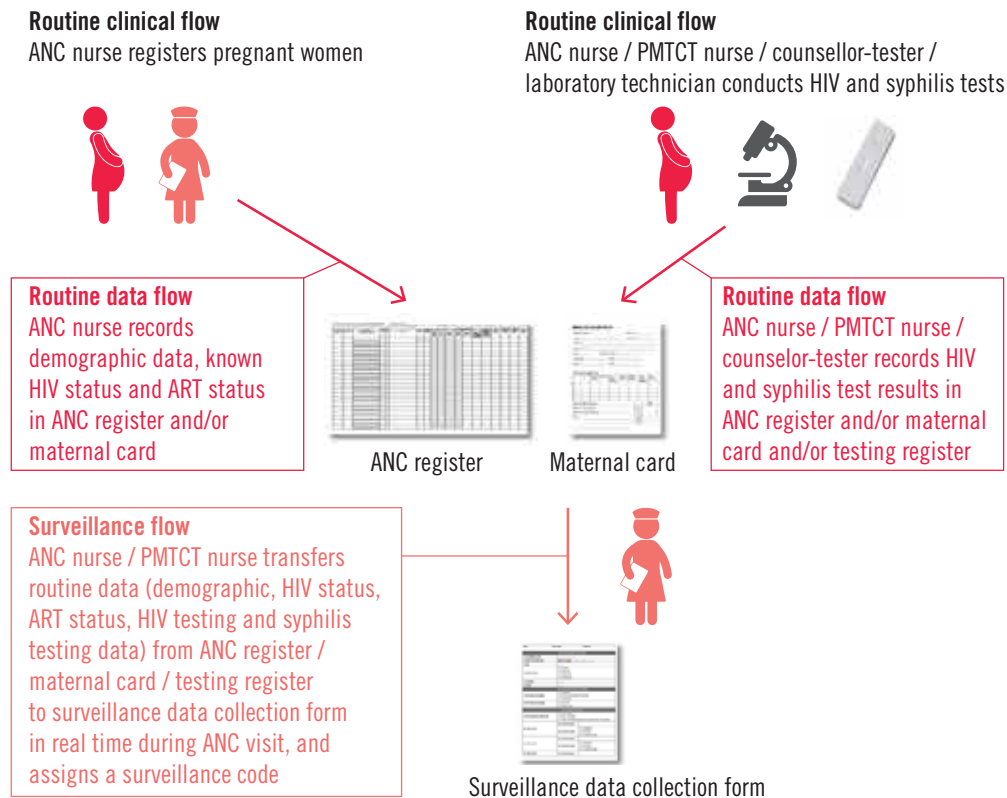 Routine clinical flow
ANC nurse registers pregnant women
Routine clinical flow
ANC nurse / PMTCT nurse / counsellor-tester /
laboratory technician conducts HIV and syphilis tests
Routine data flow
ANC nurse records
demographic data, known
HIV status and ART status
in ANC register and/or
maternal card
ANC register
Maternal card
Routine data flow
ANC nurse / PMTCT nurse /
counselor-tester records HIV
and syphilis test results in
ANC register and/or maternal
card and/or testing register
Surveillance flow
ANC nurse / PMTCT nurse transfers
routine data (demographic, HIV status,
ART status, HIV testing and syphilis
testing data) from ANC register /
maternal card / testing register
to surveillance data collection form
in real time during ANC visit, and
assigns a surveillance code
Surveillance data collection form